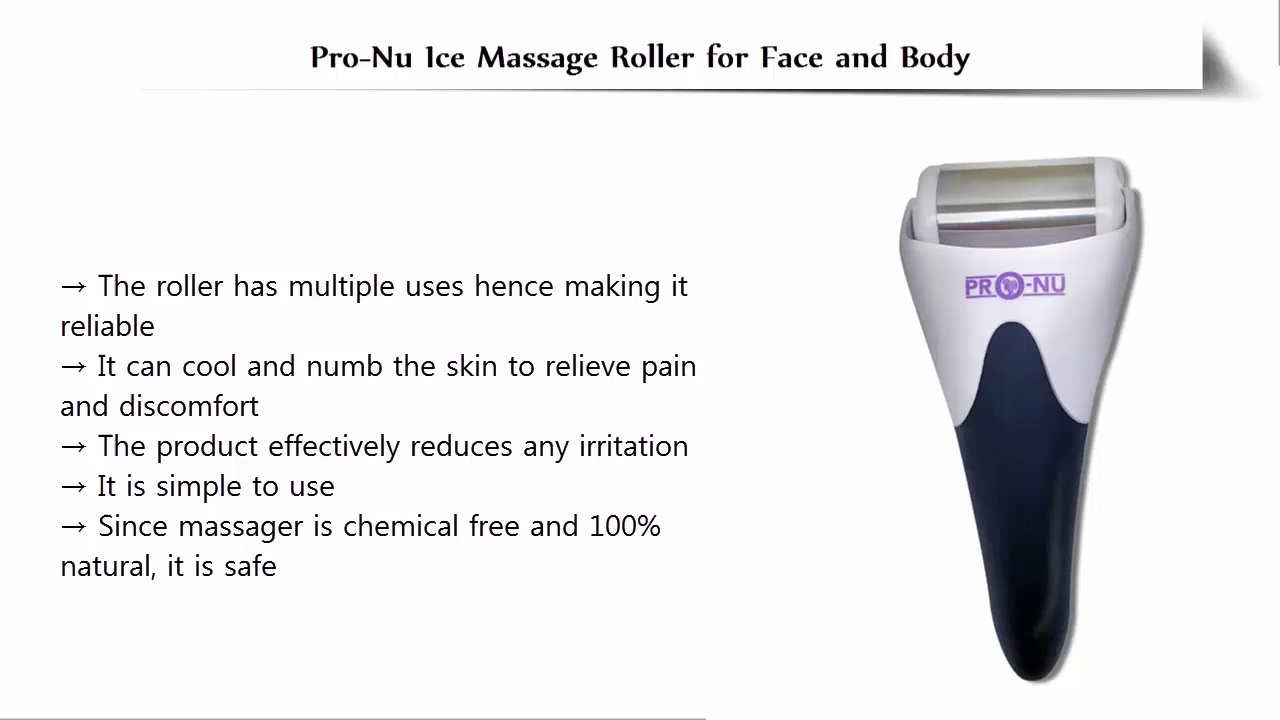 Pro-Nu Ice Massage Roller for Face and Body
→ The roller has multiple uses hence making it
reliable
→ It can cool and numb the skin to relieve pain
and discomfort
→ The product effectively reduces any irritation
→ It is simple to use
→ Since massager is chemical free and 100%
natural, it is safe
PRO-NU